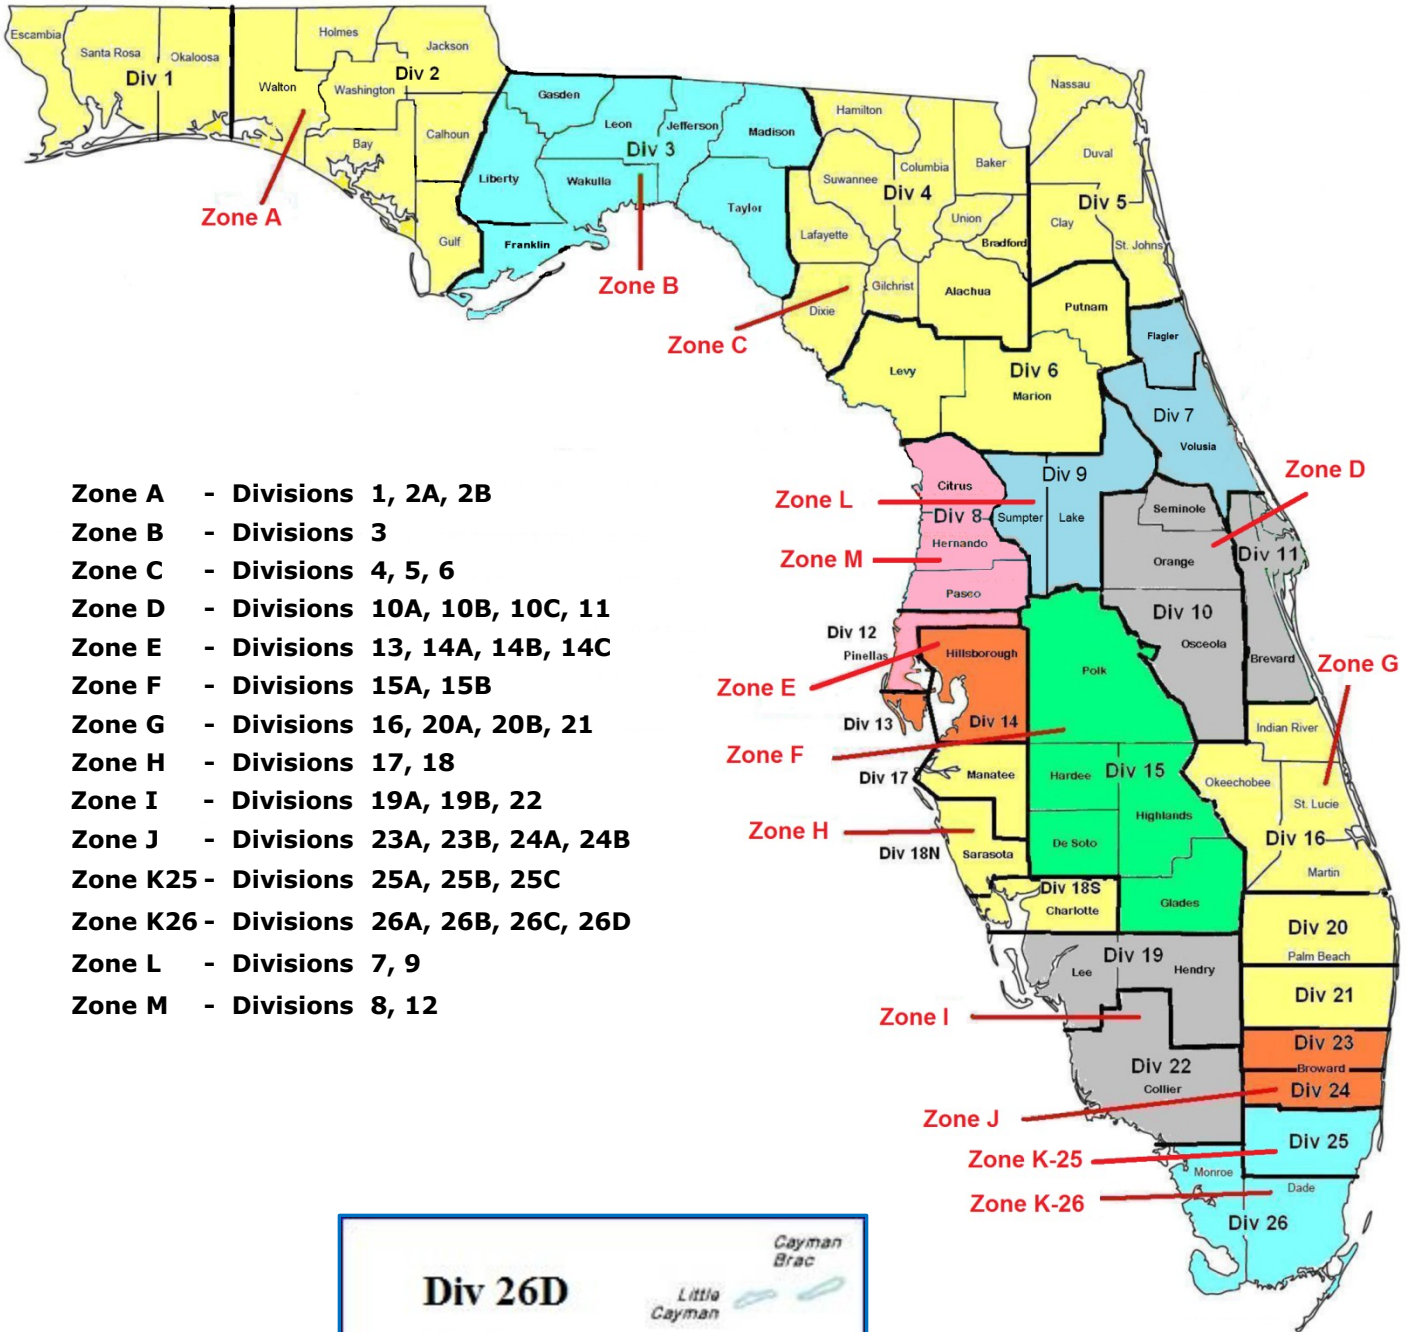 Escambia
Santa Rosa
Okaloosa
Div 1
Holmes
Jackson
Walton
Washington
Div 2
Bay
Calhoun
Gulf
Zone A
Gasden
Leon
Jefferson
Madison
Div 3
Liberty
Wakulla
Taylor
Franklin
Zone B
Hamilton
Columbia
Baker
Suwannee
Div 4
Union
Bradford
Lafayette
Gilchrist
Alachua
Dixie
Zone C
Nassau
Duval
Div 5
Clay
St. Johns
Putnam
Levy
Div 6
Marion
Flagler
Div 7
Volusia
Zone D
Citrus
Zone L
Div 9
Div 8
Sumpter
Lake
Seminole
Hernando
Zone M
Orange
Div 11
Pasco
Div 10
Div 12
Pinellas
Hillsborough
Osceola
Polk
Brevard
Zone G
Zone E
Div 13
Div 14
Indian River
Zone F
Div 17
Manatee
Hardee
Div 15
Okeechobee
St. Lucie
Highlands
Zone H
Div 18N
Sarasota
De Soto
Div 16
Martin
Div 18S
Charlotte
Glades
Div 20
Palm Beach
Div 19
Lee
Hendry
Div 21
Zone I
Div 23
Broward
Div 22
Collier
Div 24
Zone J
Div 25
Zone K-25
Monroe
Dade
Zone K-26
Div 26
Zone A - Divisions 1, 2A, 2B
Zone B - Divisions 3
Zone C - Divisions 4, 5, 6
Zone D - Divisions 10A, 10B, 10C, 11
Zone E - Divisions 13, 14A, 14B, 14C
Zone F - Divisions 15A, 15B
Zone G - Divisions 16, 20A, 20B, 21
Zone H - Divisions 17, 18
Zone I - Divisions 19A, 19B, 22
Zone J - Divisions 23A, 23B, 24A, 24B
Zone K25 - Divisions 25A, 25B, 25C
Zone K26 - Divisions 26A, 26B, 26C, 26D
Zone L - Divisions 7, 9
Zone M - Divisions 8, 12
Cayman
Brac
Div 26D
Little
Cayman